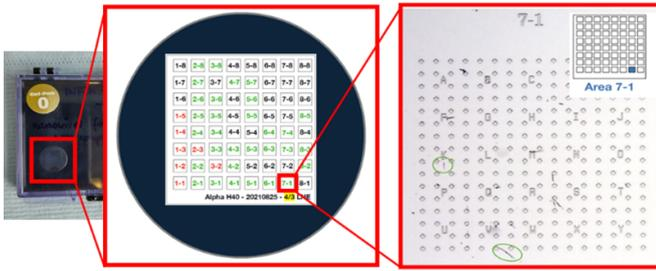 Gel-Pak
0
1-8 2-8 3-8 4-8 5-8 6-8 7-8 8-8
1-7 2-7 3-7 4-7 5-7 6-7 7-7 8-7
1-6 2-6 3-6 4-6 5-6 6-6 7-6 8-6
1-5 2-5 3-5 4-5 5-5 6-5 7-5 8-5
1-4 2-4 3-4 4-4 5-4 6-4 7-4 8-4
1-3 2-3 3-3 4-3 5-3 6-3 7-3 8-3
1-2 2-2 3-2 4-2 5-2 6-2 7-2 8-2
1-1 2-1 3-1 4-1 5-1 6-1 7-1 8-1
Alpha H40 - 20210825 - 4/3
7-1
Area 7-1
A B C
F G H I J
K L M N O
P Q R S T
U V W X Y